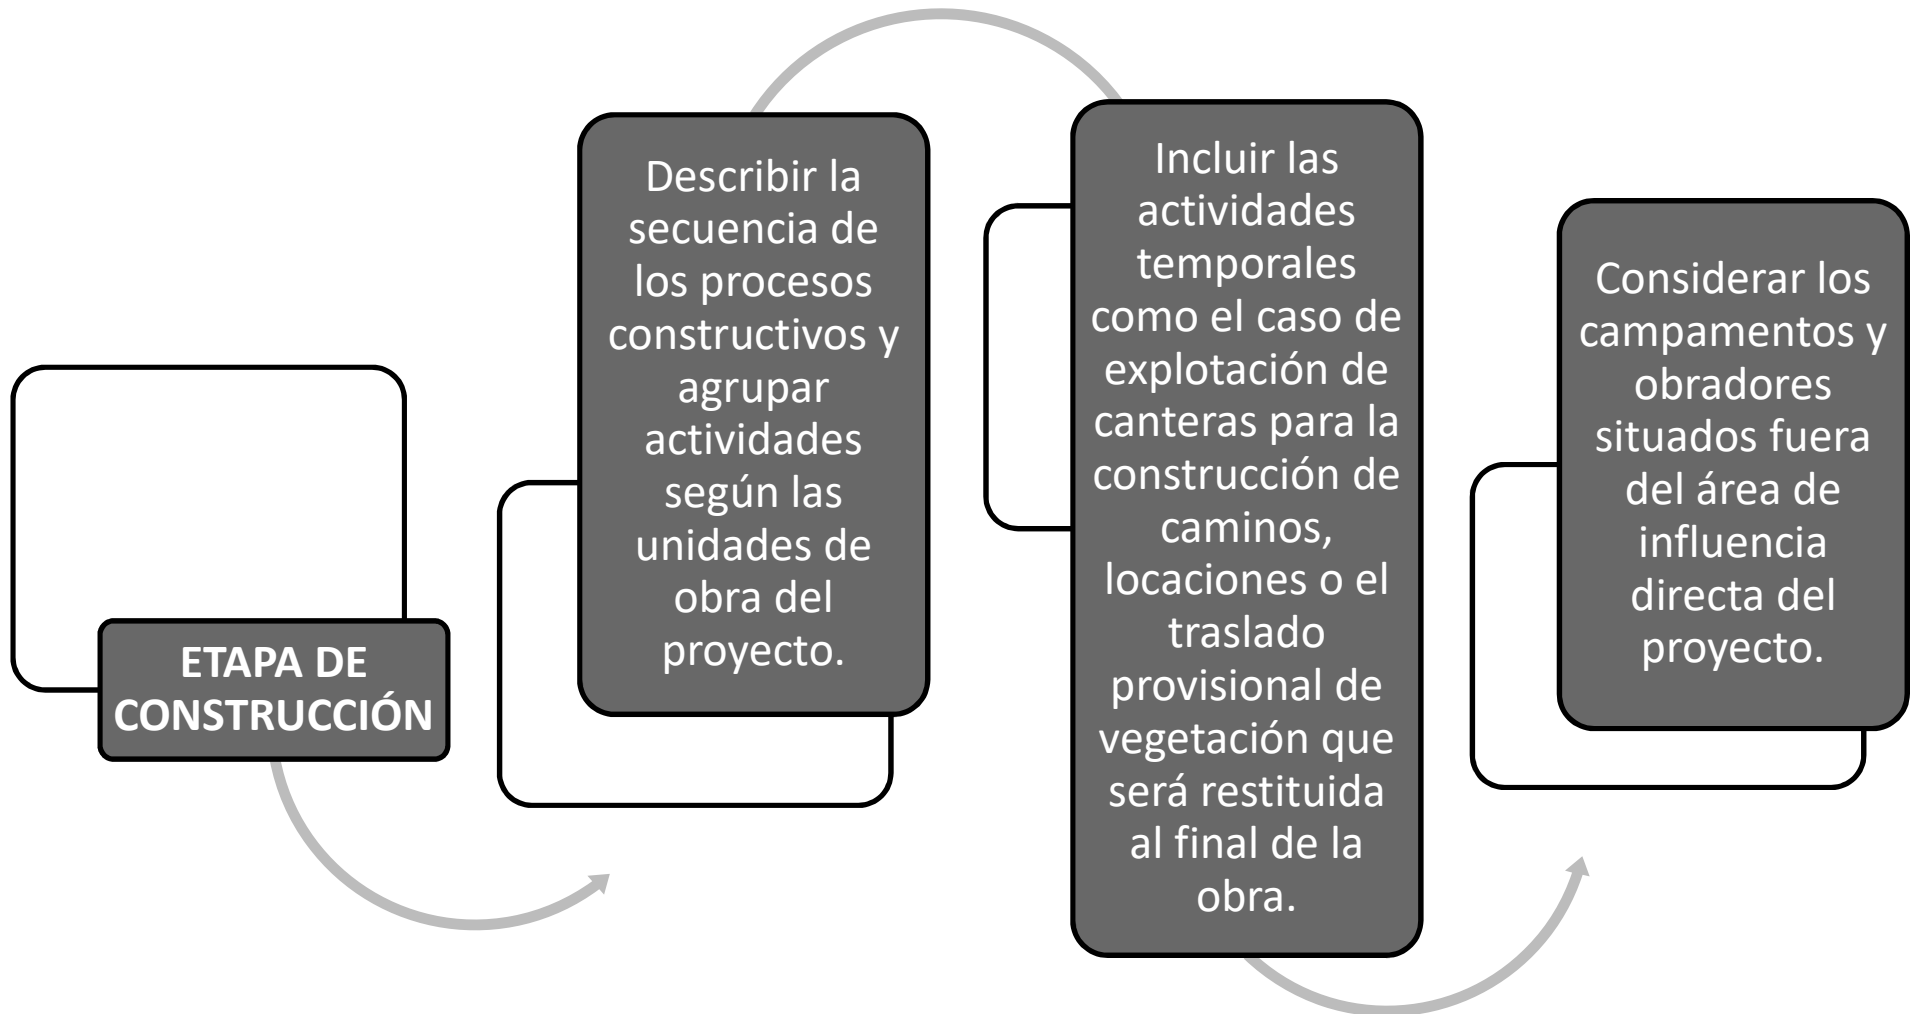 ETAPA DE
CONSTRUCCIÓN
Describir la
secuencia de
los procesos
constructivos y
agrupar
actividades
según las
unidades de
obra del
proyecto.
Incluir las
actividades
temporales
como el caso de
explotación de
canteras para la
construcción de
caminos,
locaciones o el
traslado
provisional de
vegetación que
será restituida
al final de la
obra.
Considerar los
campamentos y
obradores
situados fuera
del área de
influencia
directa del
proyecto.